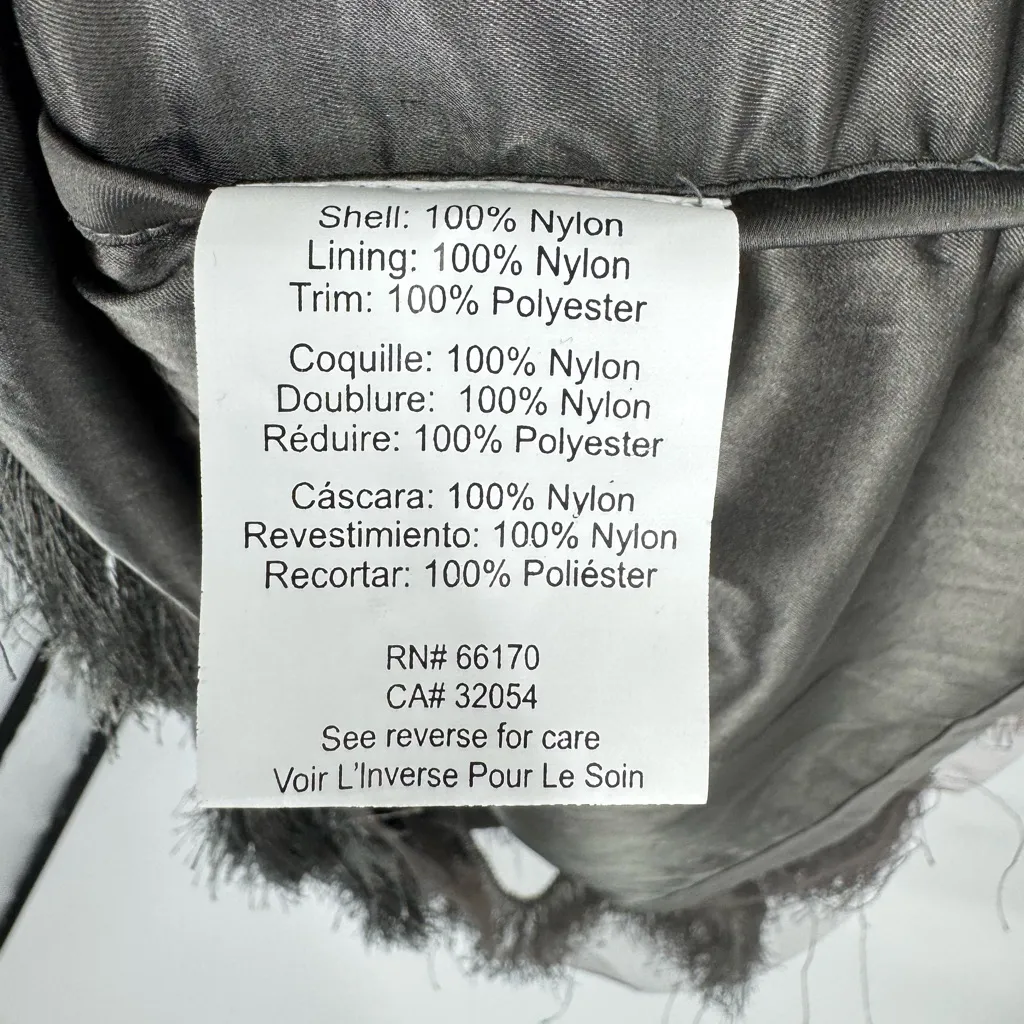 Shell: 100% Nylon
Lining: 100% Nylon
Trim: 100% Polyester
Coquille: 100% Nylon
Doublure: 100% Nylon
Réduire: 100% Polyester
Cáscara: 100% Nylon
Revestimiento: 100% Nylon
Recortar: 100% Poliéster
RN# 66170
CA# 32054
See reverse for care
Voir L'Inverse Pour Le Soin